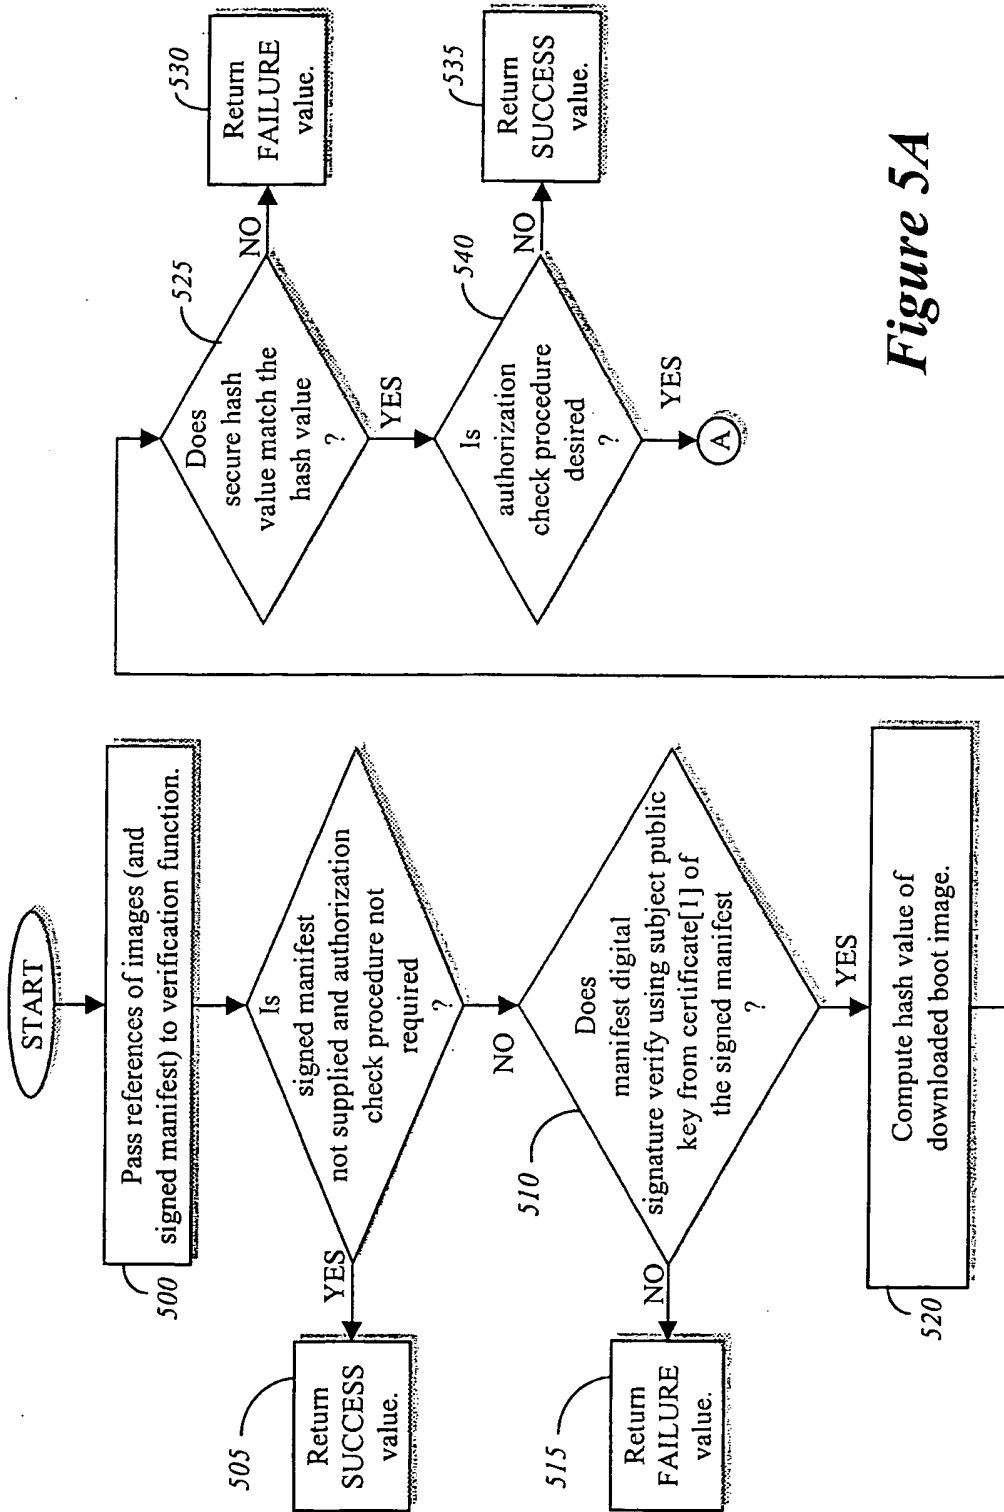 START
Pass references of images (and
signed manifest) to verification function.
500
Is
signed manifest
not supplied and authorization
check procedure not
required
?
YES
505
Return
SUCCESS
value.
NO
510
Does
manifest digital
signature verify using subject public
key from certificate[1] of
the signed manifest
?
NO
515
Return
FAILURE
value.
YES
520
Compute hash value of
downloaded boot image.
525
Does
secure hash
value match the
hash value
?
NO
530
Return
FAILURE
value.
YES
540
Is
authorization
check procedure
desired
?
NO
535
Return
SUCCESS
value.
YES
A
Figure 5A